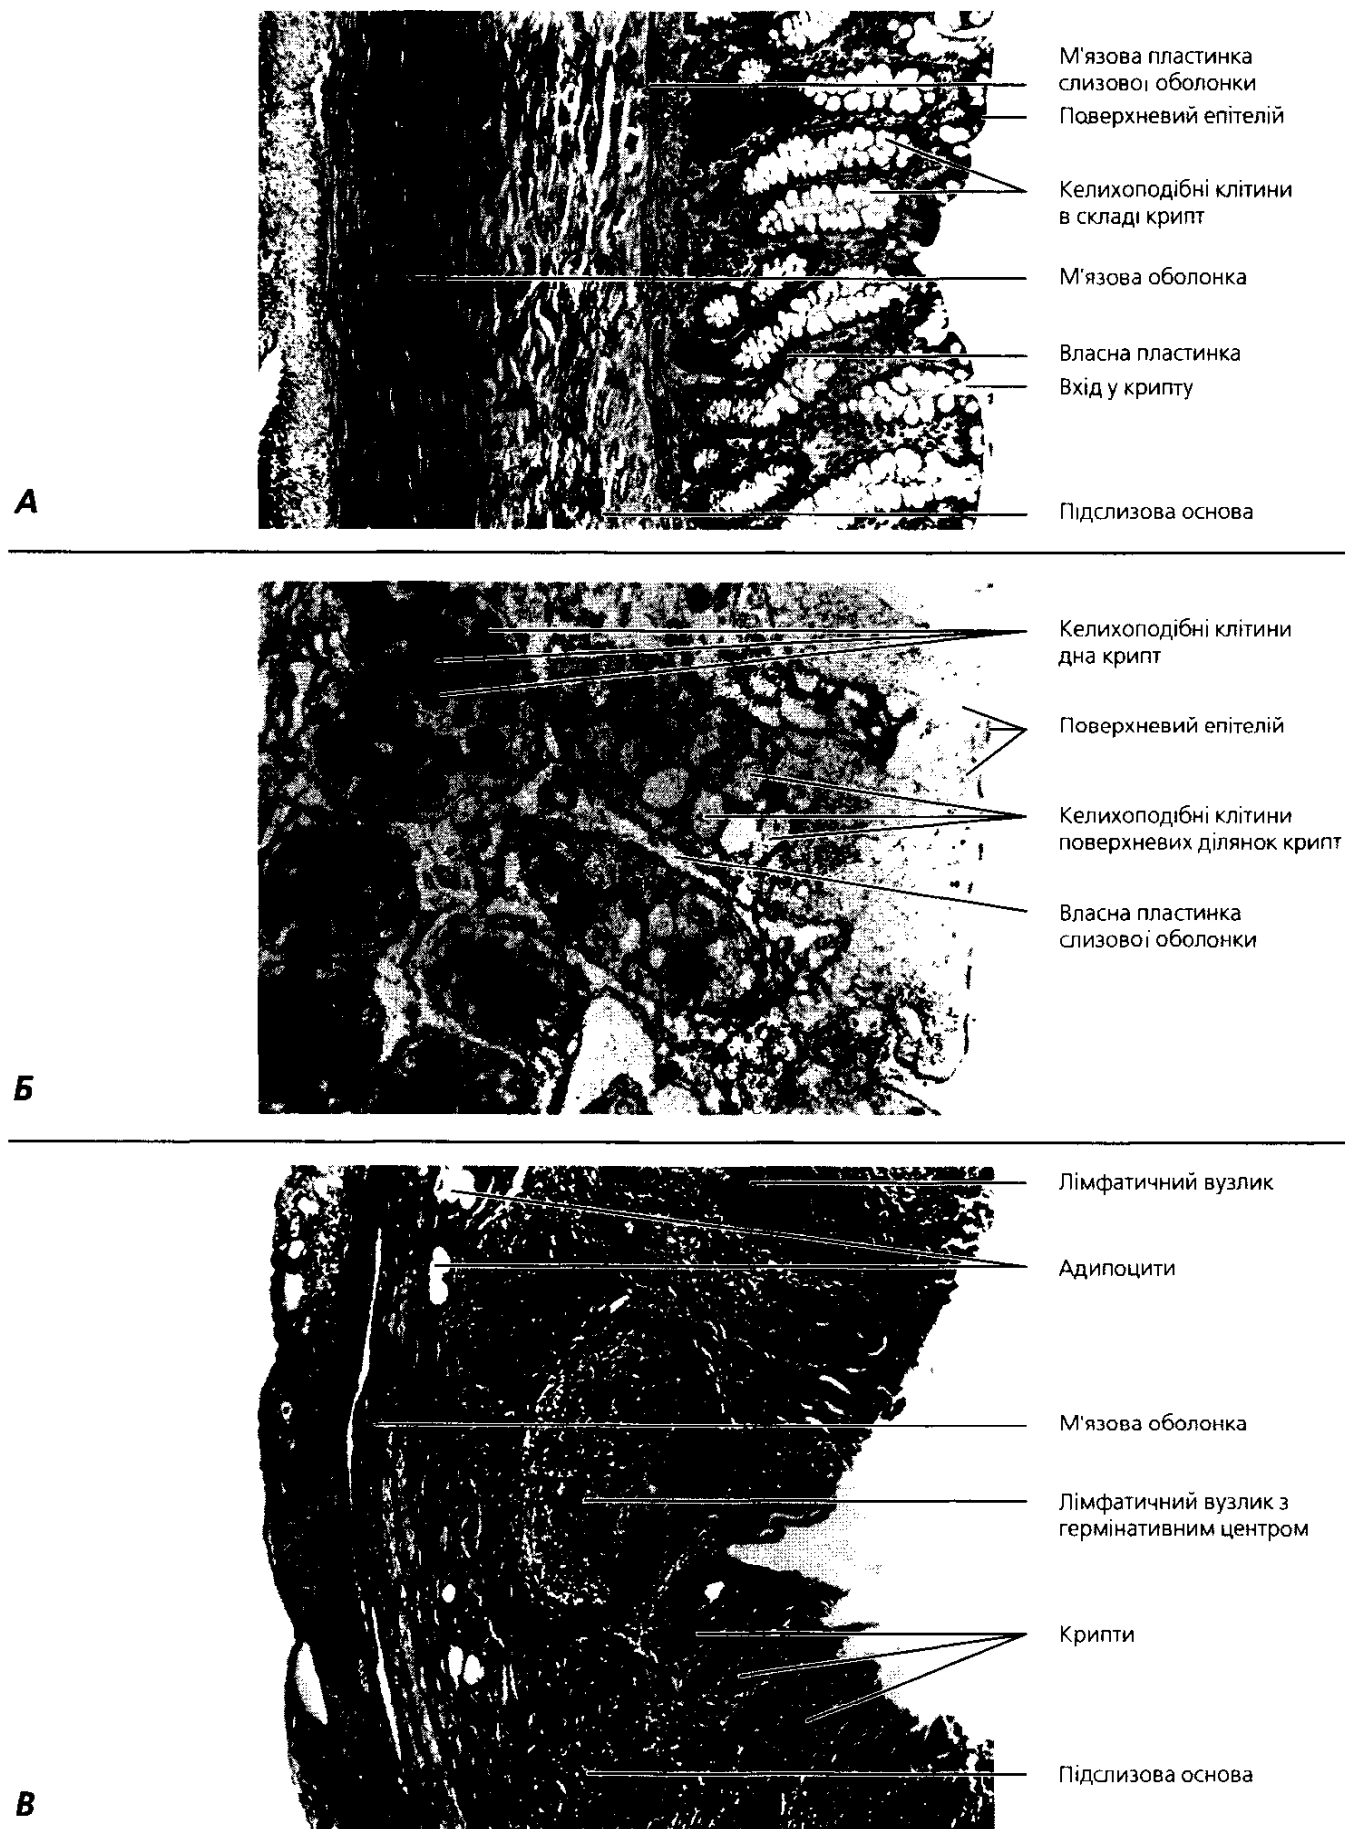 М'язова пластинка
слизової оболонки
Поверхневий епітелій
Келихоподібні клітини
в складі крипт
М'язова оболонка
Власна пластинка
Вхід у крипту
Підслизова основа
А
Келихоподібні клітини
дна крипт
Поверхневий епітелій
Келихоподібні клітини
поверхневих ділянок крипт
Власна пластинка
слизової оболонки
Б
Лімфатичний вузлик
Адипоцити
М'язова оболонка
Лімфатичний вузлик з
гермінативним центром
Крипти
Підслизова основа
В